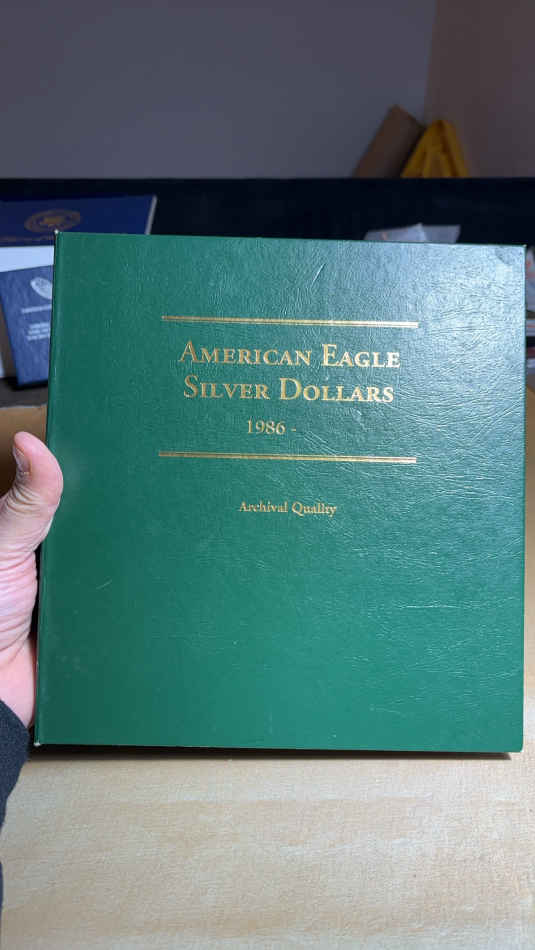 AMERICAN EAGLE
SILVER DOLLARS
1986 -
Archival Quality